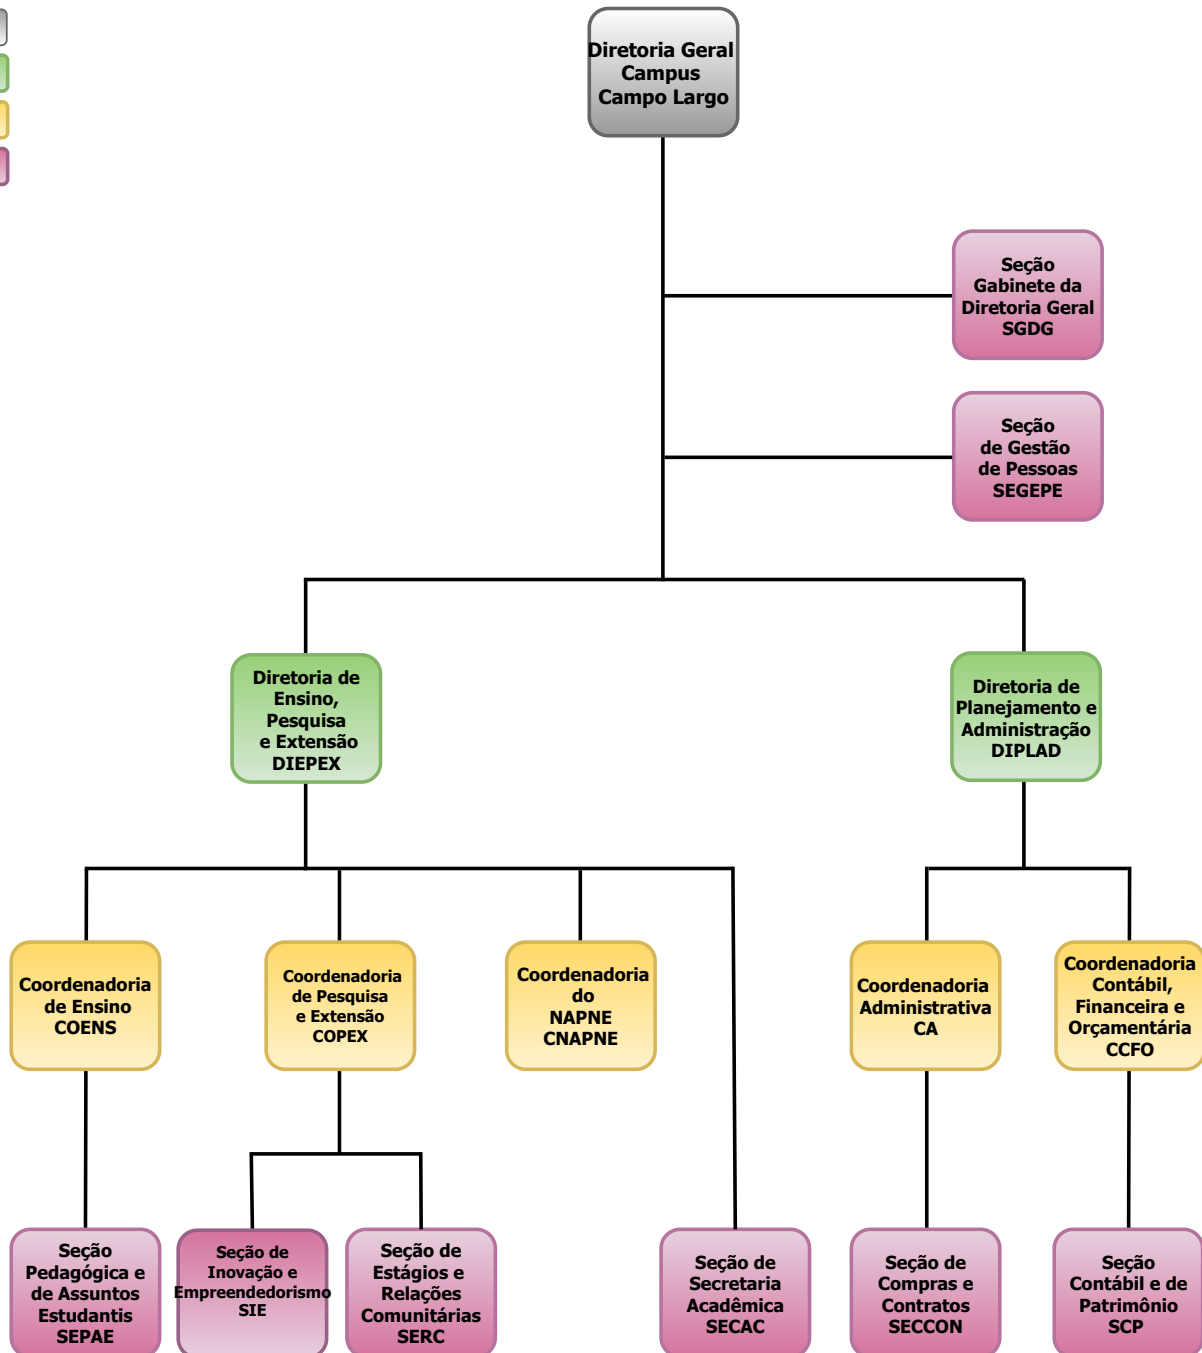 Diretoria Geral
Campus
Campo Largo
Seção
Gabinete da
Diretoria Geral
SGDG
Seção
de Gestão
de Pessoas
SEGEPE
Diretoria de
Ensino,
Pesquisa
e Extensão
DIEPEX
Diretoria de
Planejamento e
Administração
DIPLAD
Coordenadoria
de Ensino
COENS
Coordenadoria
de Pesquisa
e Extensão
COPEX
Coordenadoria
do
NAPNE
CNAPNE
Coordenadoria
Administrativa
CA
Coordenadoria
Contábil,
Financeira e
Orçamentária
CCFO
Seção
Pedagógica e
de Assuntos
Estudantis
SEPAE
Seção de
Inovação e
Empreendedorismo
SIE
Seção de
Estágios e
Relações
Comunitárias
SERC
Seção de
Secretaria
Acadêmica
SECAC
Seção de
Compras e
Contratos
SECCON
Seção
Contábil e de
Patrimônio
SCP